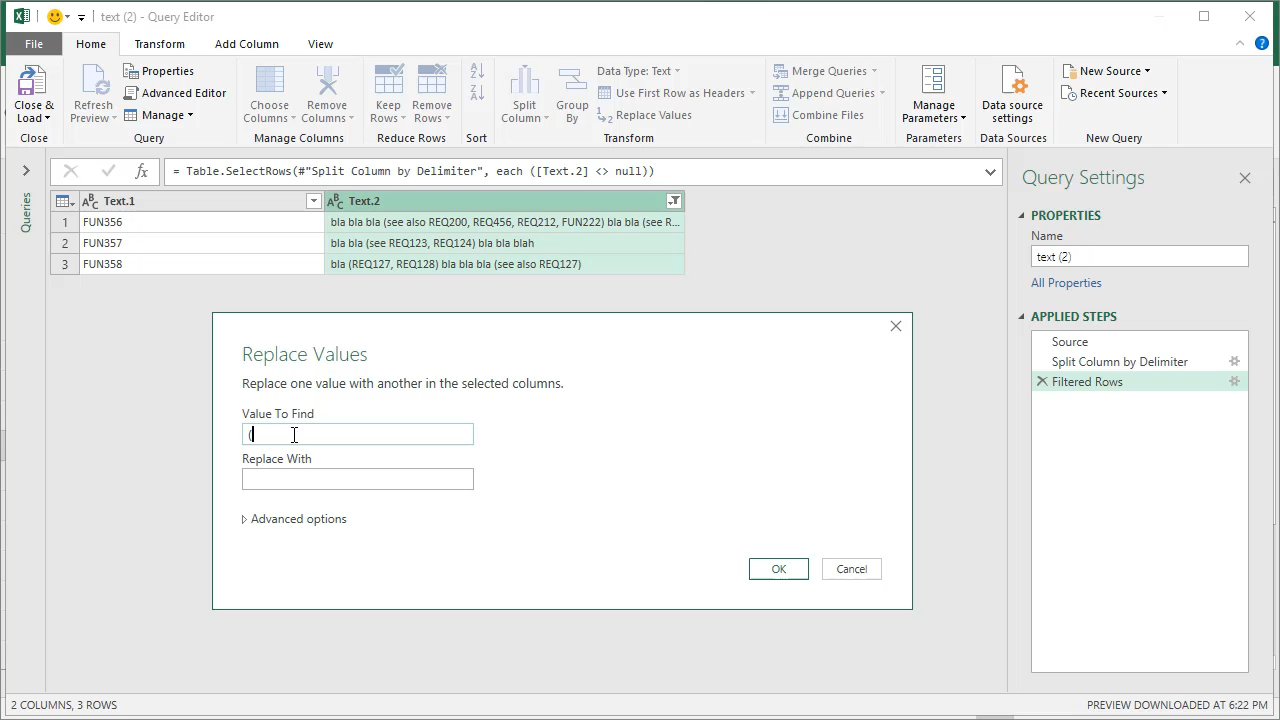 text (2) - Query Editor
File
Home
Transform
Add Column
View
Close & Load
Close
Refresh Preview
Properties
Advanced Editor
Manage
Query
Choose Columns
Remove Columns
Manage Columns
Keep Rows
Remove Rows
Reduce Rows
Sort
Split Column
Group By
Data Type: Text
Use First Row as Headers
Replace Values
Transform
Merge Queries
Append Queries
Combine Files
Combine
Manage Parameters
Parameters
Data source settings
Data Sources
New Source
Recent Sources
New Query
Queries
= Table.SelectRows(#"Split Column by Delimiter", each ([Text.2] <> null))
Text.1 Text.2
1 FUN356 bla bla bla (see also REQ200, REQ456, REQ212, FUN222) bla bla (see R...
2 FUN357 bla bla (see REQ123, REQ124) bla bla blah
3 FUN358 bla (REQ127, REQ128) bla bla bla (see also REQ127)
Replace Values
Replace one value with another in the selected columns.
Value To Find
(
Replace With
Advanced options
OK
Cancel
Query Settings
PROPERTIES
Name
text (2)
All Properties
APPLIED STEPS
Source
Split Column by Delimiter
Filtered Rows
2 COLUMNS, 3 ROWS
PREVIEW DOWNLOADED AT 6:22 PM